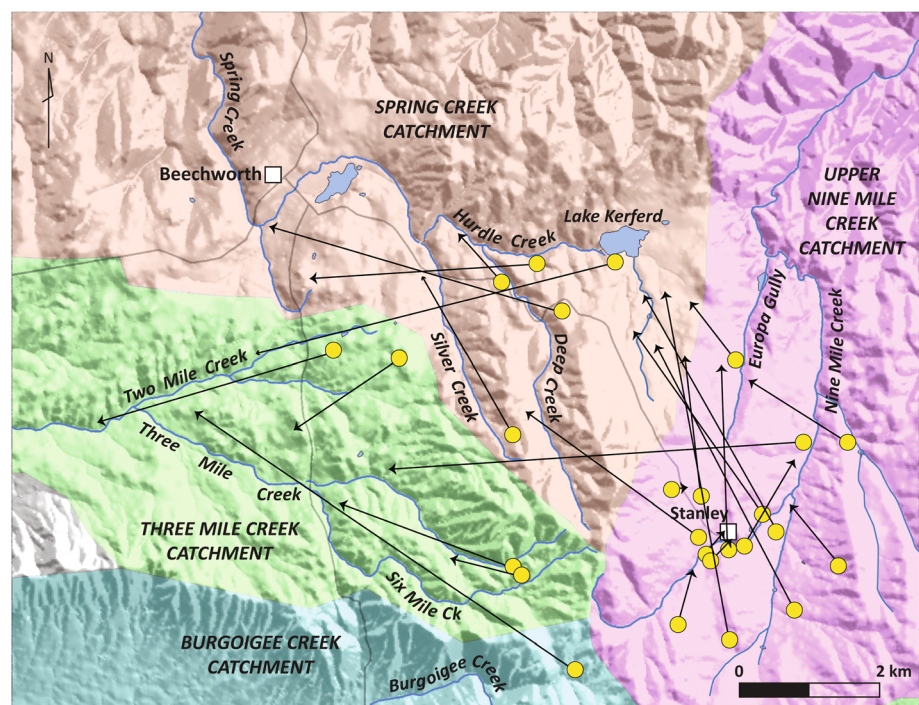 N
Spring Creek
SPRING CREEK
CATCHMENT
Beechworth
UPPER
NINE MILE
CREEK
CATCHMENT
Hurdle Creek
Lake Kerferd
Europa Gully
Nine Mile Creek
Silver Creek
Deep Creek
Two Mile Creek
Three Mile Creek
Stanley
THREE MILE CREEK
CATCHMENT
Six Mile Ck
BURGOIGEE CREEK
CATCHMENT
Burgoigee Creek
0 2 km